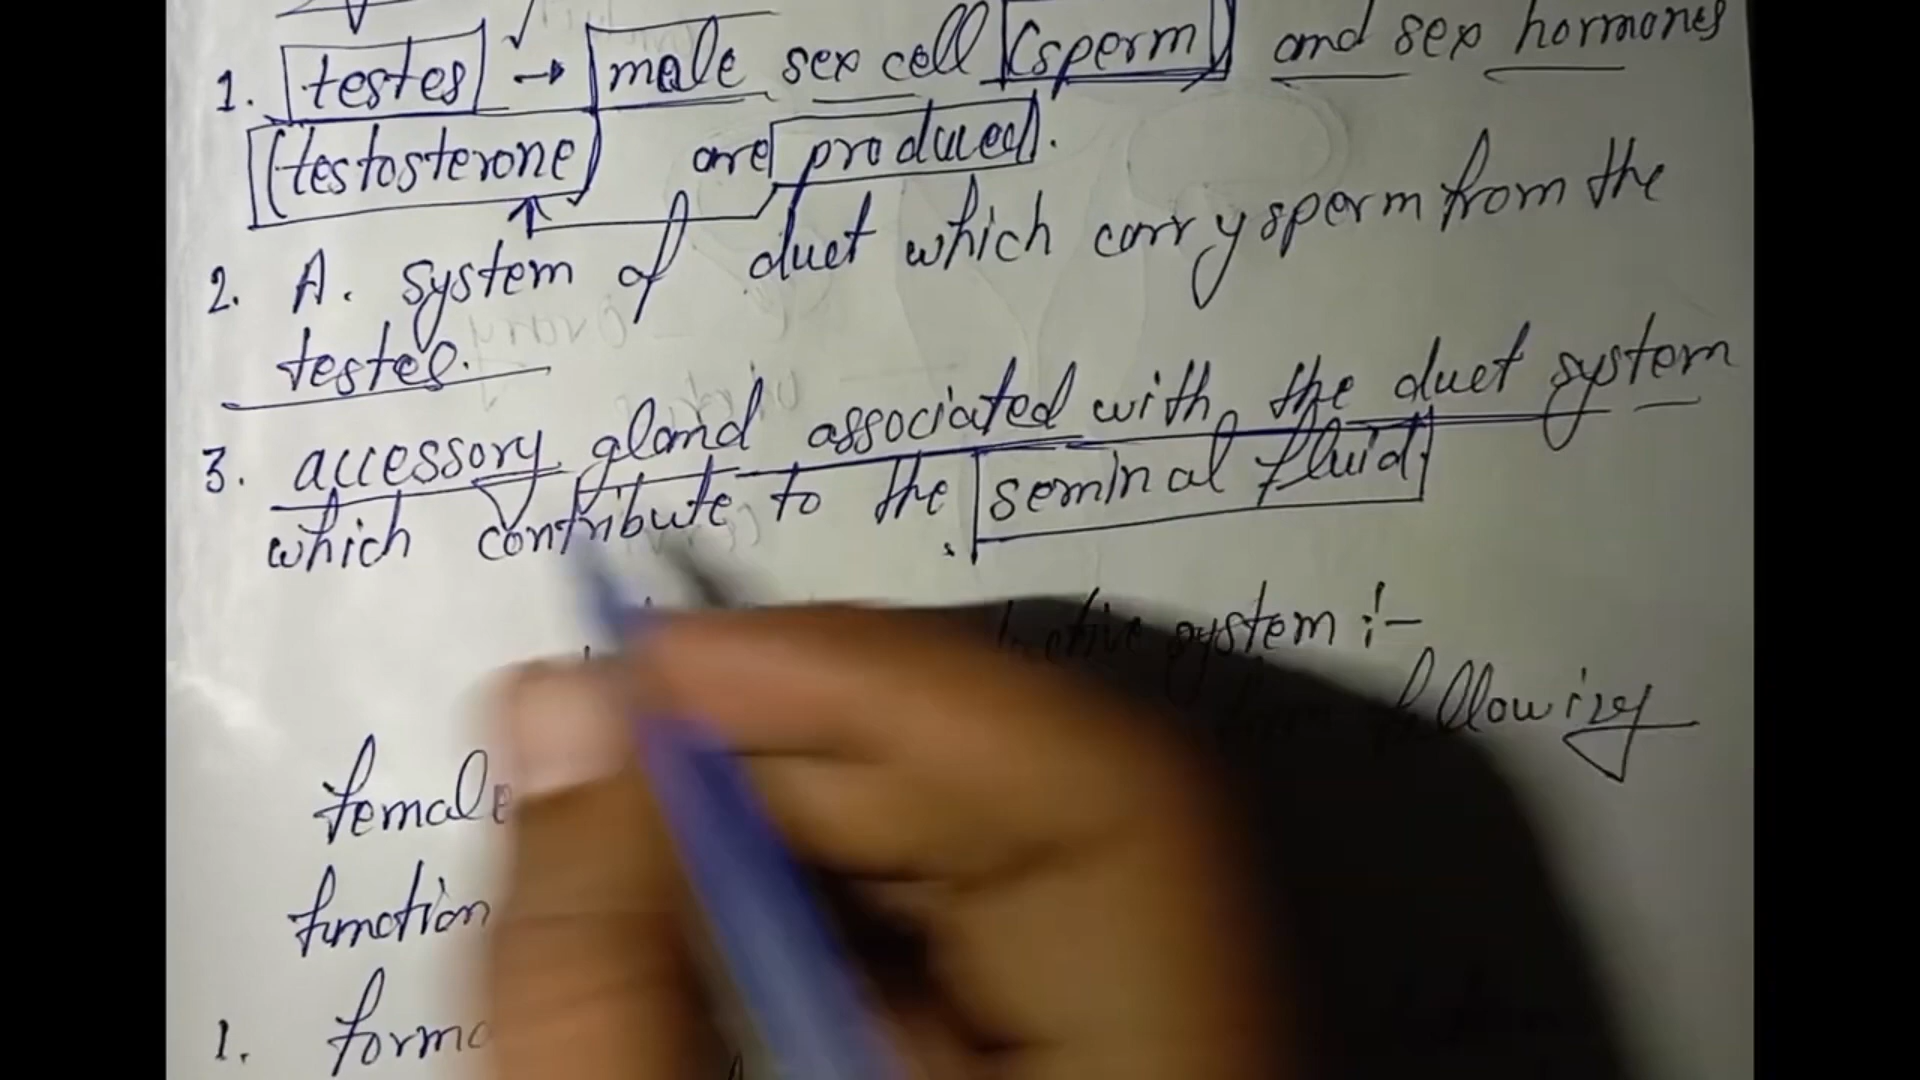 1. testes → male sex cell (sperm) and sex hormones
(testosterone) are produced.
2. A. system of duct which carry sperm from the
testes.
3. accessory gland associated with the duct system
which contribute to the seminal fluid
system :-
following
female
function
1.